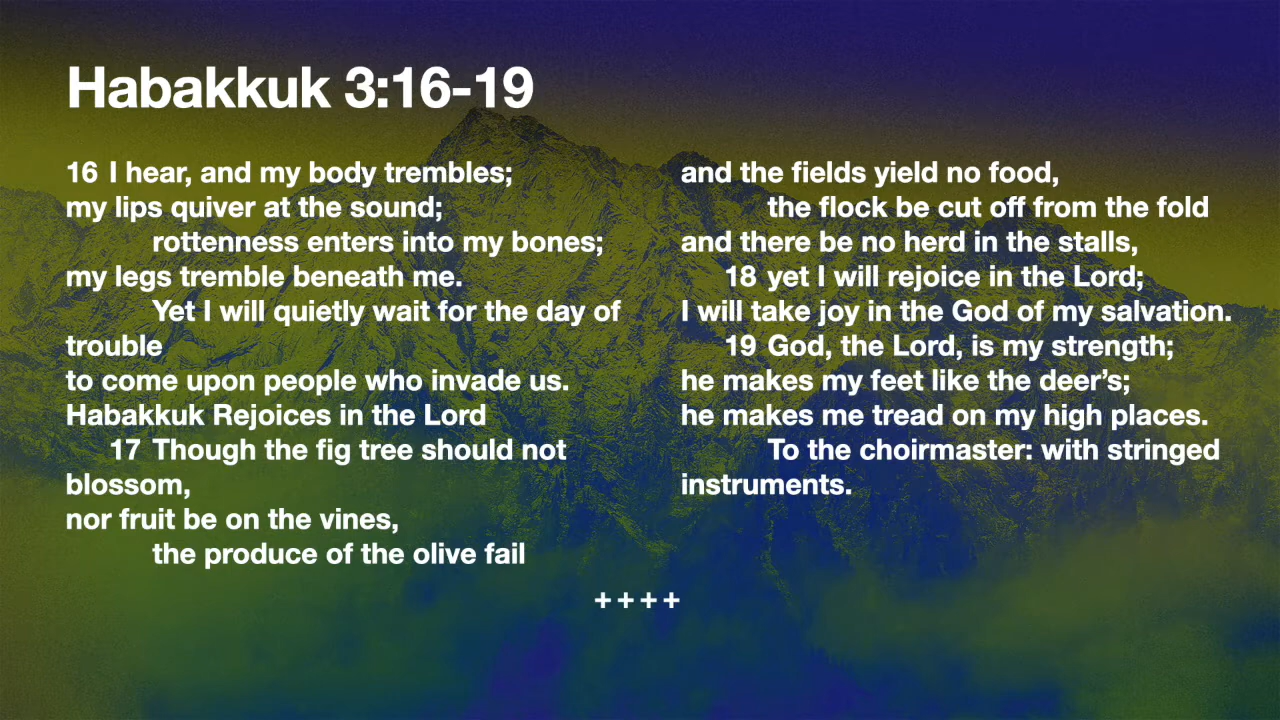 Habakkuk 3:16-19
16 I hear, and my body trembles;
my lips quiver at the sound;
rottenness enters into my bones;
my legs tremble beneath me.
Yet I will quietly wait for the day of
trouble
to come upon people who invade us.
Habakkuk Rejoices in the Lord
17 Though the fig tree should not
blossom,
nor fruit be on the vines,
the produce of the olive fail
and the fields yield no food,
the flock be cut off from the fold
and there be no herd in the stalls,
18 yet I will rejoice in the Lord;
I will take joy in the God of my salvation.
19 God, the Lord, is my strength;
he makes my feet like the deer’s;
he makes me tread on my high places.
To the choirmaster: with stringed
instruments.
++++